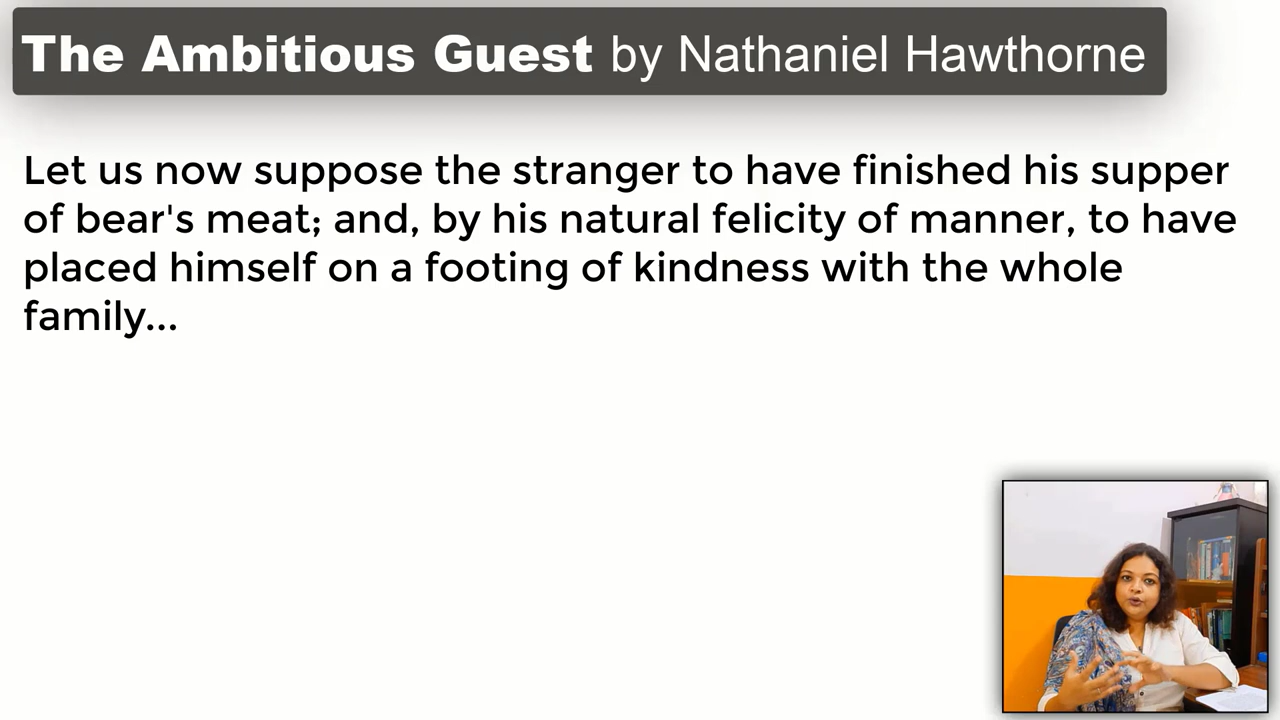 The Ambitious Guest by Nathaniel Hawthorne
Let us now suppose the stranger to have finished his supper
of bear's meat; and, by his natural felicity of manner, to have
placed himself on a footing of kindness with the whole
family...